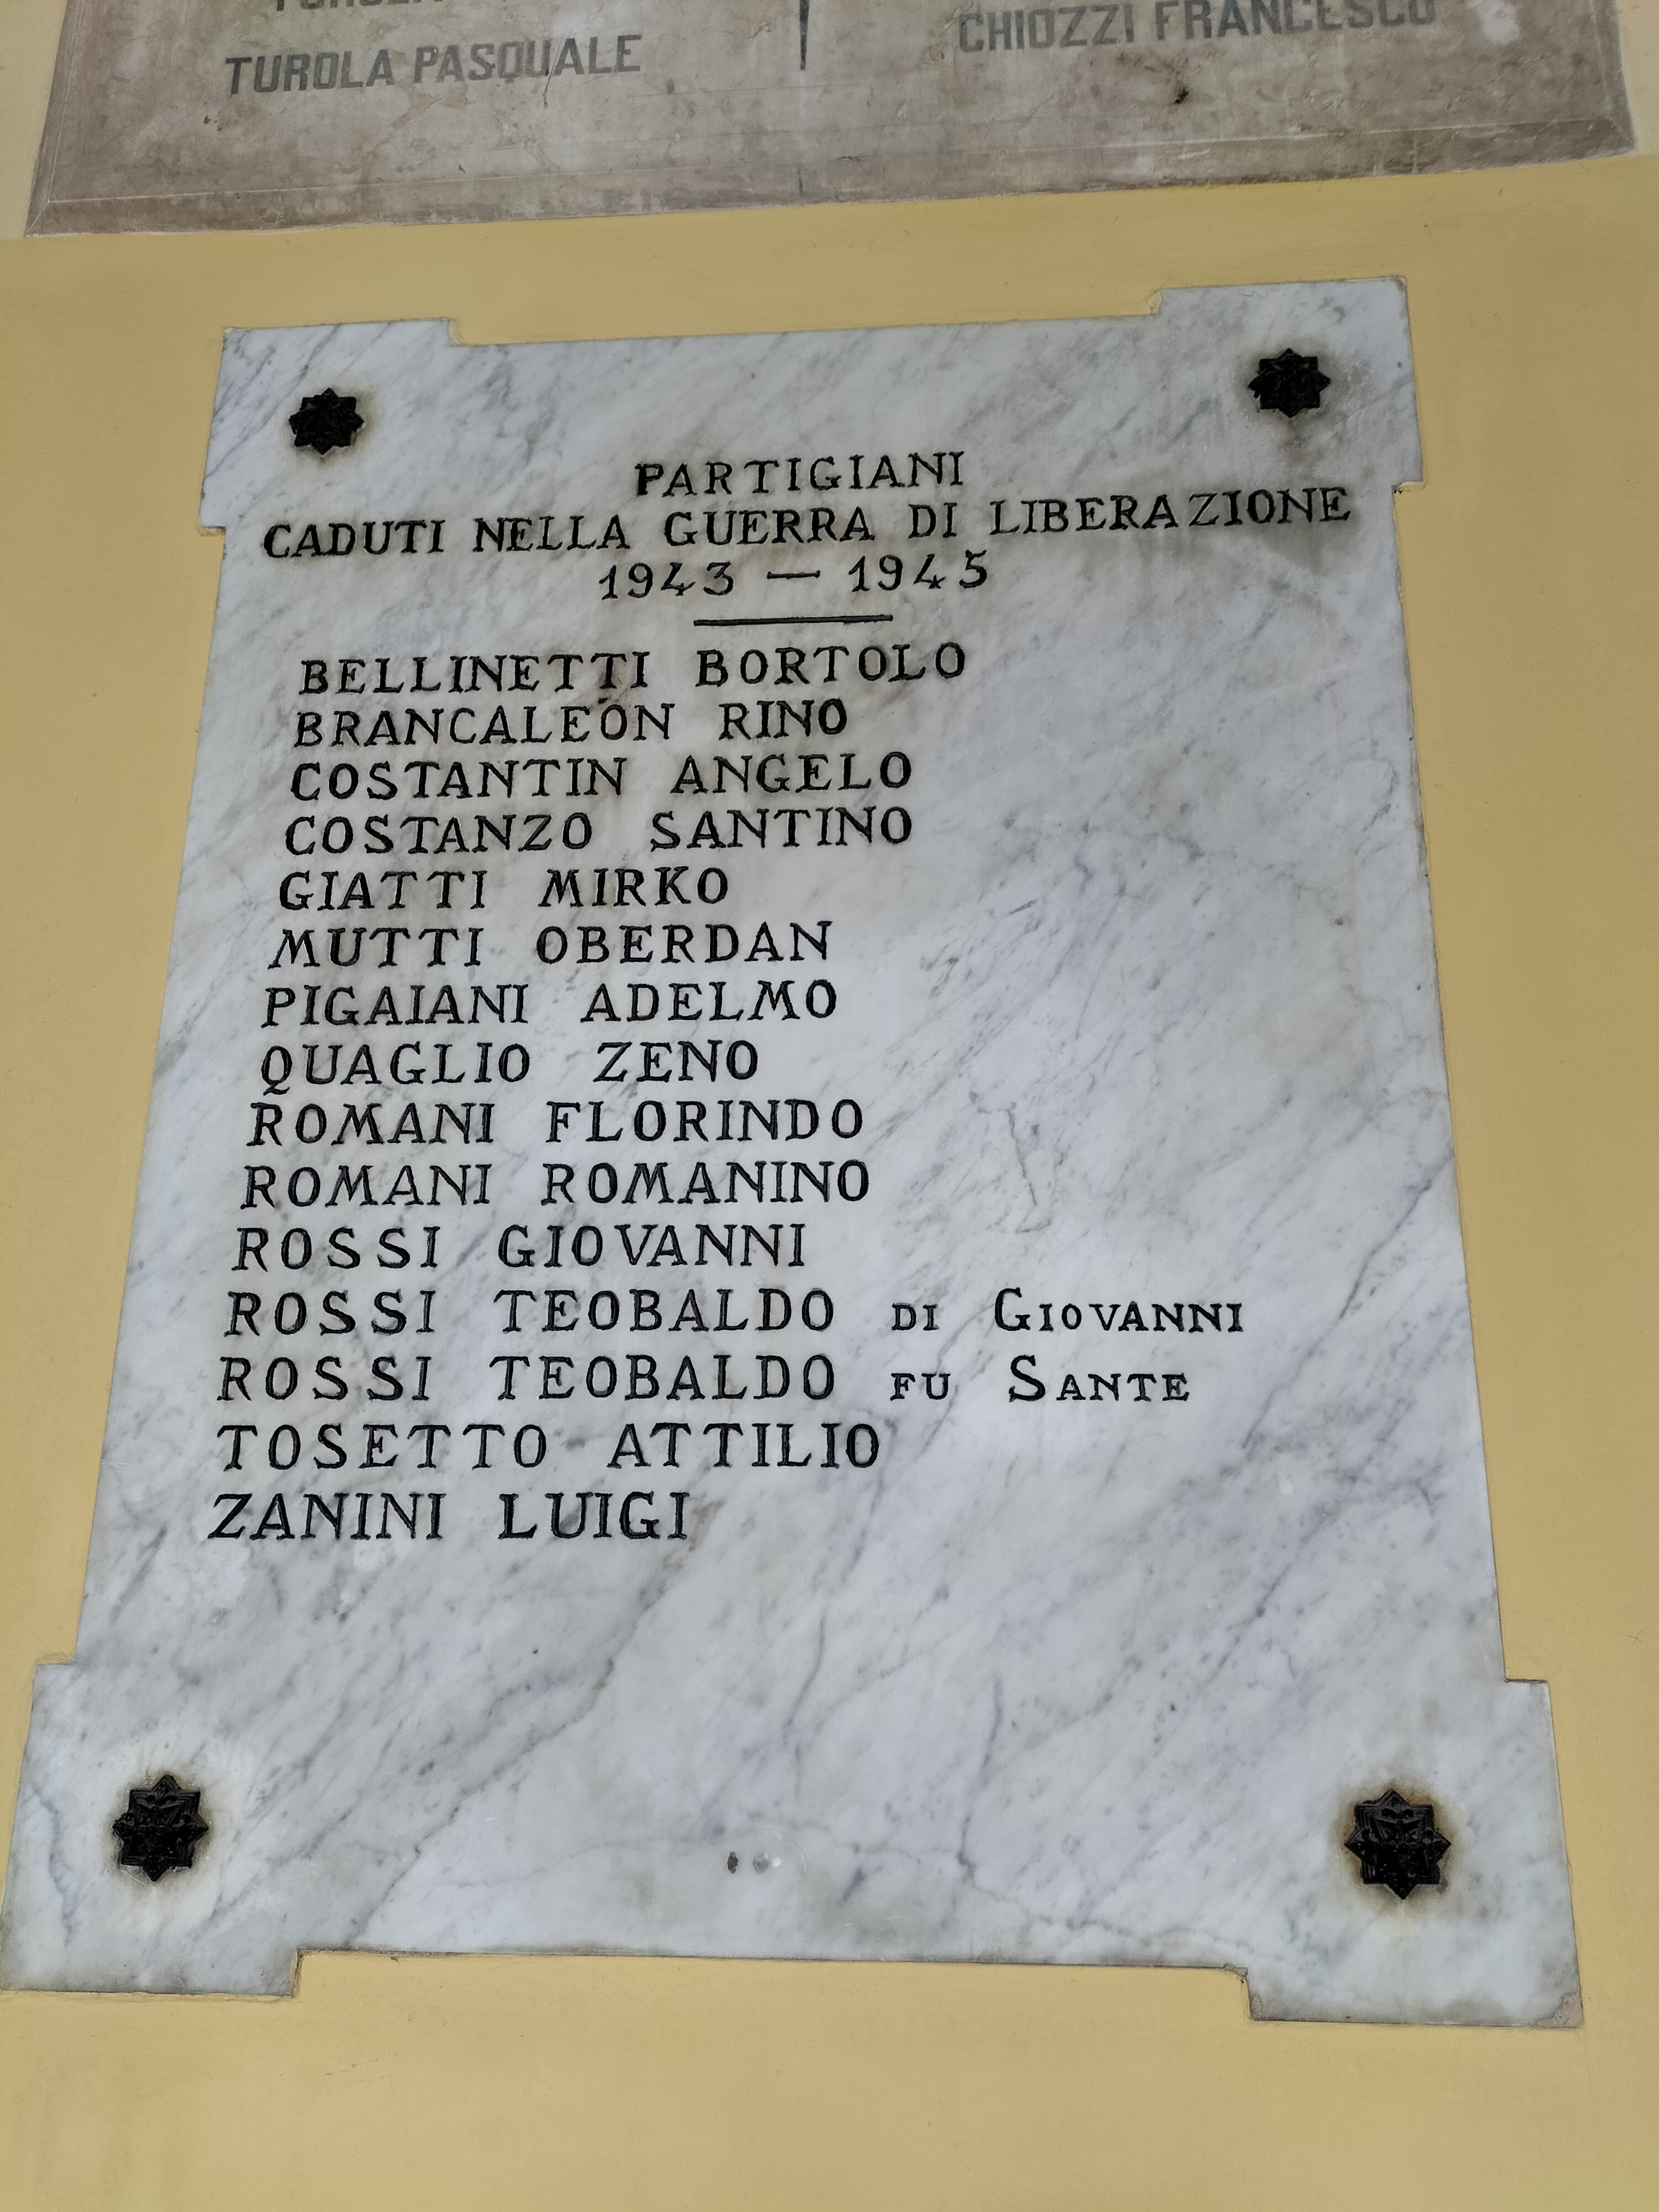 TUROLA PASQUALE
CHIOZZI FRANCESCO
PARTIGIANI
CADUTI NELLA GUERRA DI LIBERAZIONE
1943 — 1945
BELLINETTI BORTOLO
BRANCALEON RINO
COSTANTIN ANGELO
COSTANZO SANTINO
GIATTI MIRKO
MUTTI OBERDAN
PIGAIANI ADELMO
QUAGLIO ZENO
ROMANI FLORINDO
ROMANI ROMANINO
ROSSI GIOVANNI
ROSSI TEOBALDO DI GIOVANNI
ROSSI TEOBALDO FU SANTE
TOSETTO ATTILIO
ZANINI LUIGI